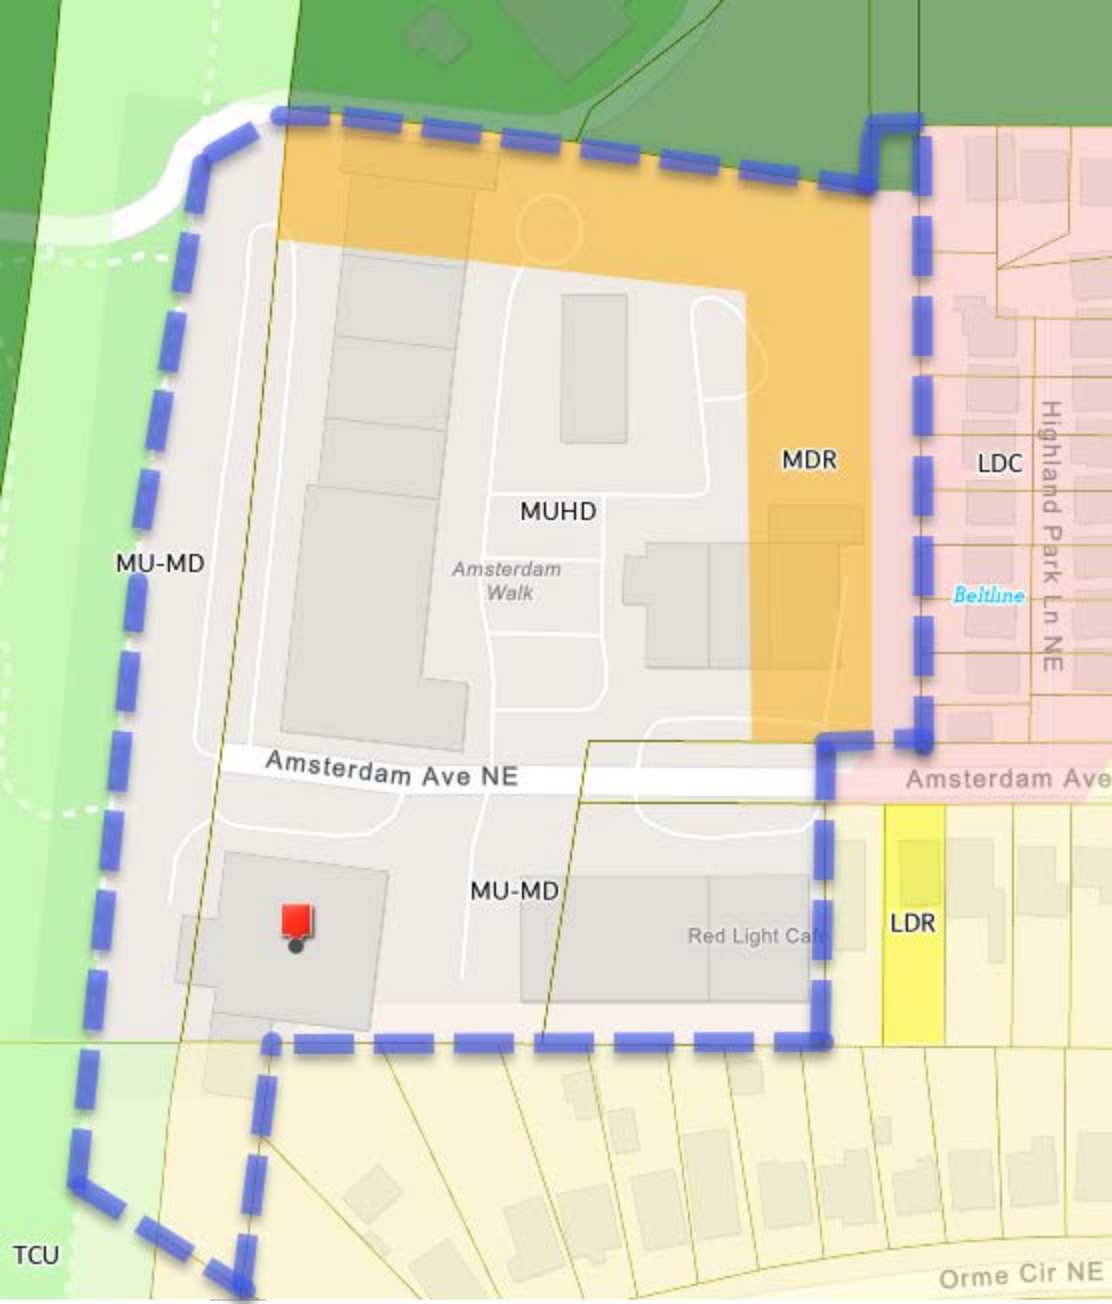 MDR
LDC
Highland Park Ln NE
MUHD
MU-MD
Amsterdam
Walk
Beltline
Amsterdam Ave NE
Amsterdam Ave
MU-MD
Red Light Cafe
LDR
TCU
Orme Cir NE